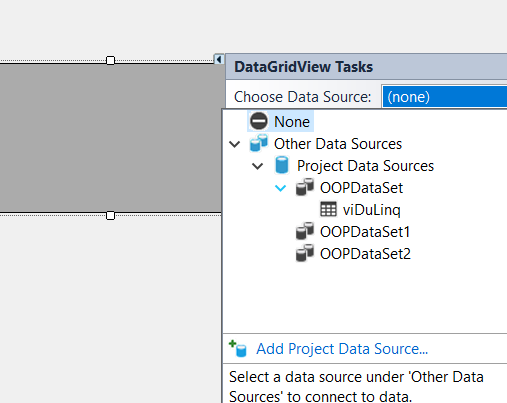 DataGridView Tasks
Choose Data Source: (none)
None
Other Data Sources
Project Data Sources
OOPDataSet
viDuLinq
OOPDataSet1
OOPDataSet2
Add Project Data Source...
Select a data source under 'Other Data
Sources' to connect to data.